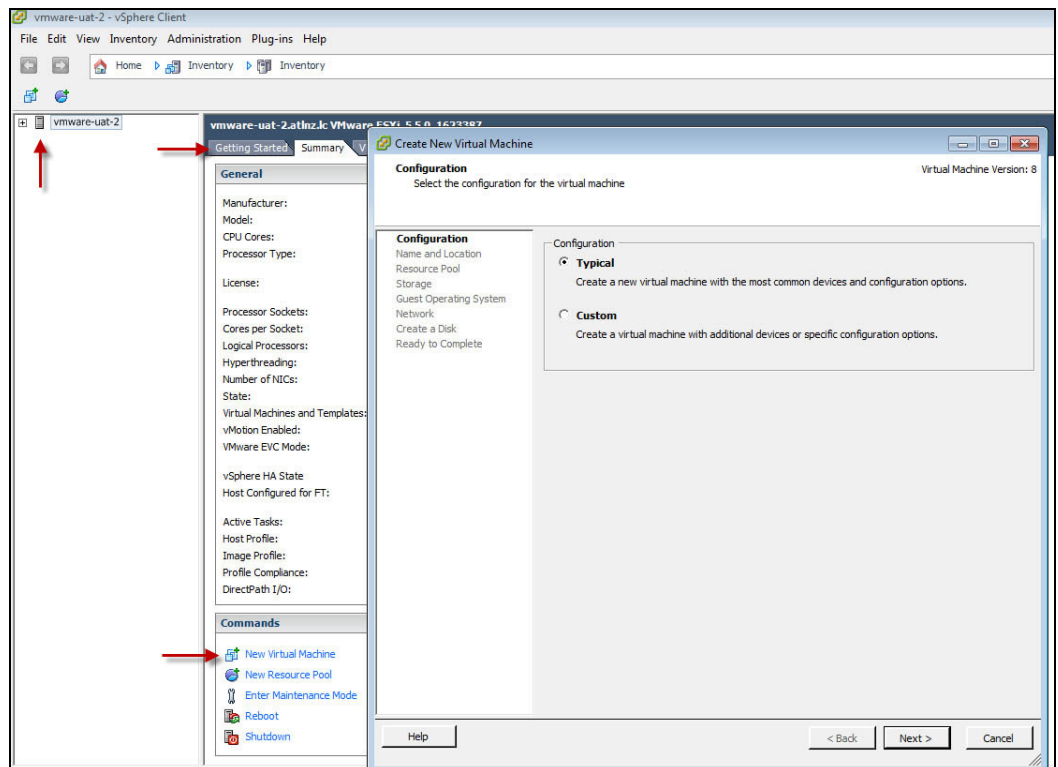 vmware-uat-2 - vSphere Client
File Edit View Inventory Administration Plug-ins Help
Home Inventory Inventory
vmware-uat-2
vmware-uat-2.atlnz.lc VMware ESXi, 5.5.0, 1623387
Getting Started Summary V
General
Manufacturer:
Model:
CPU Cores:
Processor Type:
License:
Processor Sockets:
Cores per Socket:
Logical Processors:
Hyperthreading:
Number of NICs:
State:
Virtual Machines and Templates:
vMotion Enabled:
VMware EVC Mode:
vSphere HA State
Host Configured for FT:
Active Tasks:
Host Profile:
Image Profile:
Profile Compliance:
DirectPath I/O:
Commands
New Virtual Machine
New Resource Pool
Enter Maintenance Mode
Reboot
Shutdown
Create New Virtual Machine
Configuration
Select the configuration for the virtual machine
Virtual Machine Version: 8
Configuration
Name and Location
Resource Pool
Storage
Guest Operating System
Network
Create a Disk
Ready to Complete
Configuration
Typical
Create a new virtual machine with the most common devices and configuration options.
Custom
Create a virtual machine with additional devices or specific configuration options.
Help
< Back Next > Cancel